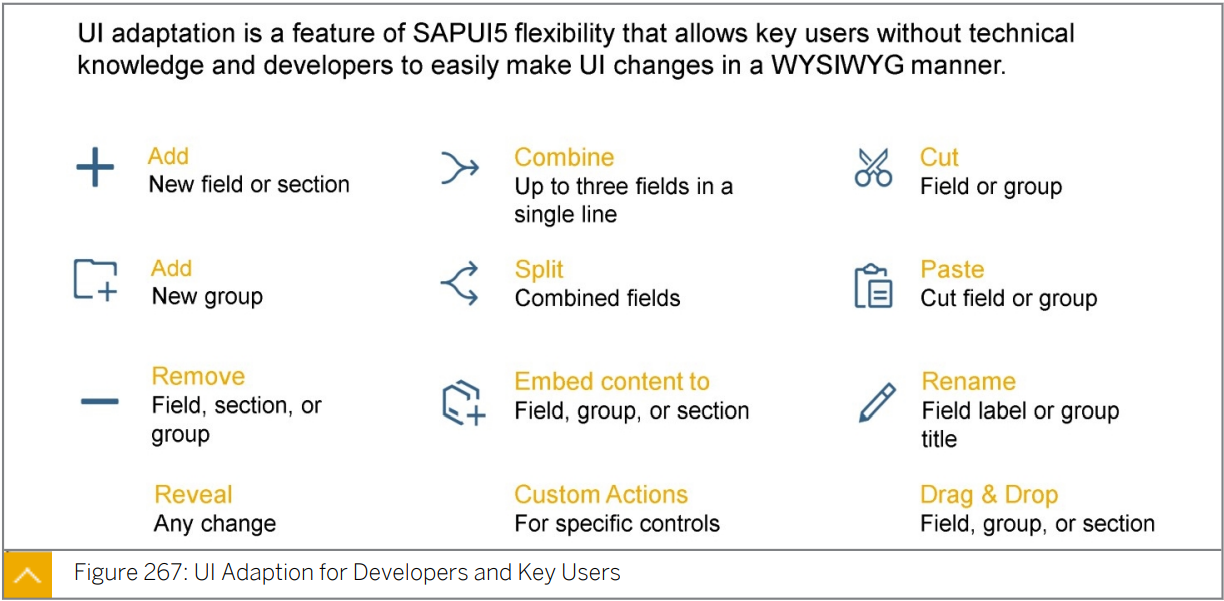 UI adaptation is a feature of SAPUI5 flexibility that allows key users without technical
knowledge and developers to easily make UI changes in a WYSIWYG manner.
Add
New field or section
Combine
Up to three fields in a
single line
Cut
Field or group
Add
New group
Split
Combined fields
Paste
Cut field or group
Remove
Field, section, or
group
Embed content to
Field, group, or section
Rename
Field label or group
title
Reveal
Any change
Custom Actions
For specific controls
Drag & Drop
Field, group, or section
Figure 267: UI Adaption for Developers and Key Users